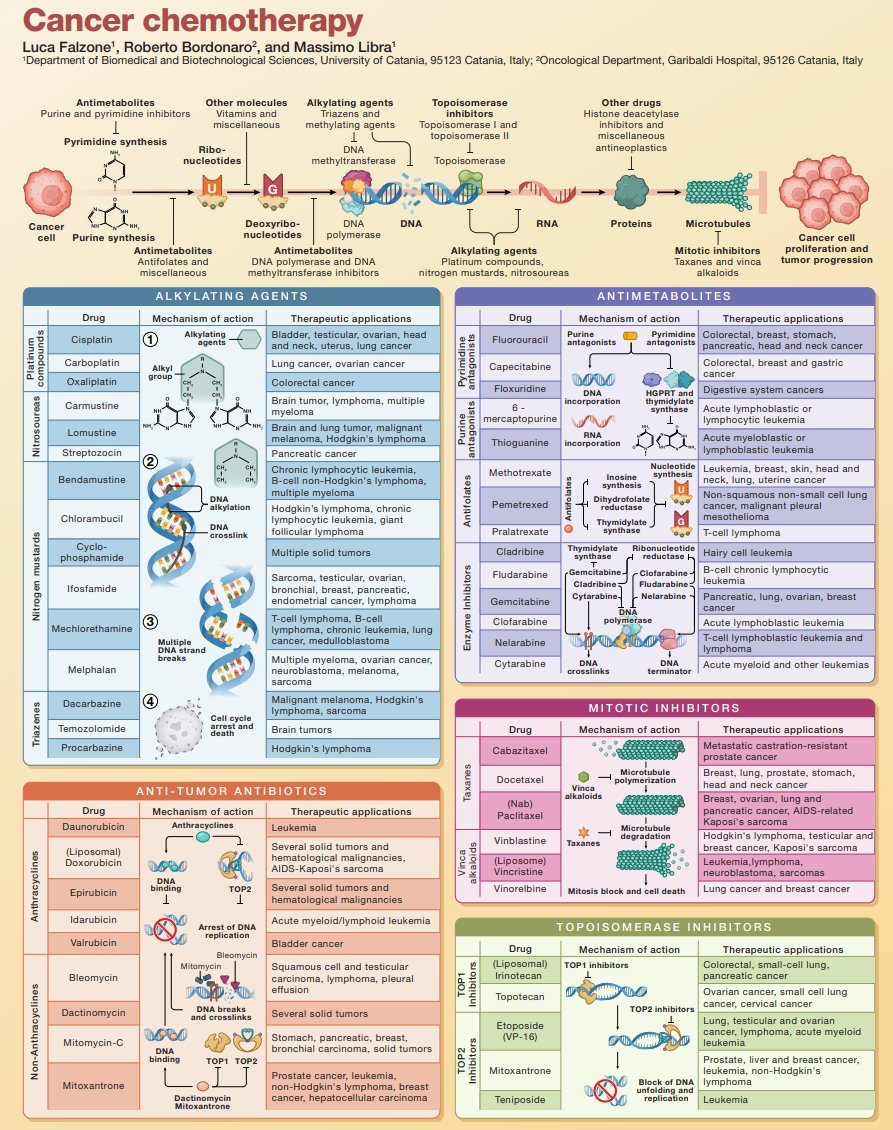 Cancer chemotherapy
Luca Falzone¹, Roberto Bordonaro², and Massimo Libra¹
¹Department of Biomedical and Biotechnological Sciences, University of Catania, 95123 Catania, Italy; ²Oncological Department, Garibaldi Hospital, 95126 Catania, Italy
Antimetabolites
Purine and pyrimidine inhibitors
Pyrimidine synthesis
Other molecules
Vitamins and
miscellaneous
Ribo-
nucleotides
Alkylating agents
Triazens and
methylating agents
DNA
methyltransferase
Topoisomerase
inhibitors
Topoisomerase I and
topoisomerase II
Topoisomerase
Other drugs
Histone deacetylase
inhibitors and
miscellaneous
antineoplastics
U
G
Cancer
cell
Purine synthesis
Deoxyribo-
nucleotides
DNA
polymerase
DNA
RNA
Proteins
Microtubules
Cancer cell
proliferation and
tumor progression
Antimetabolites
Antifolates and
miscellaneous
Antimetabolites
DNA polymerase and DNA
methyltransferase inhibitors
Alkylating agents
Platinum compounds,
nitrogen mustards, nitrosoureas
Mitotic inhibitors
Taxanes and vinca
alkaloids
ALKYLATING AGENTS
Drug
Mechanism of action
Therapeutic applications
Platinum
compounds
Cisplatin
Bladder, testicular, ovarian, head
and neck, uterus, lung cancer
Carboplatin
Lung cancer, ovarian cancer
Oxaliplatin
Colorectal cancer
Nitrosoureas
Carmustine
Brain tumor, lymphoma, multiple
myeloma
Lomustine
Brain and lung tumor, malignant
melanoma, Hodgkin's lymphoma
Streptozocin
Pancreatic cancer
Nitrogen mustards
Bendamustine
Chronic lymphocytic leukemia,
B-cell non-Hodgkin's lymphoma,
multiple myeloma
Chlorambucil
Hodgkin's lymphoma, chronic
lymphocytic leukemia, giant
follicular lymphoma
Cyclo-
phosphamide
Multiple solid tumors
Ifosfamide
Sarcoma, testicular, ovarian,
bronchial, breast, pancreatic,
endometrial cancer, lymphoma
Mechlorethamine
T-cell lymphoma, B-cell
lymphoma, chronic leukemia, lung
cancer, medulloblastoma
Melphalan
Multiple myeloma, ovarian cancer,
neuroblastoma, melanoma,
sarcoma
Triazenes
Dacarbazine
Malignant melanoma, Hodgkin's
lymphoma, sarcoma
Temozolomide
Brain tumors
Procarbazine
Hodgkin's lymphoma
1
Alkylating
agents
Alkyl
group
2
DNA
alkylation
DNA
crosslink
3
Multiple
DNA strand
breaks
4
Cell cycle
arrest and
death
ANTI-TUMOR ANTIBIOTICS
Drug
Mechanism of action
Therapeutic applications
Anthracyclines
Daunorubicin
Leukemia
(Liposomal)
Doxorubicin
Several solid tumors and
hematological malignancies,
AIDS-Kaposi's sarcoma
Epirubicin
Several solid tumors and
hematological malignancies
Idarubicin
Acute myeloid/lymphoid leukemia
Valrubicin
Bladder cancer
Non-Anthracyclines
Bleomycin
Squamous cell and testicular
carcinoma, lymphoma, pleural
effusion
Dactinomycin
Several solid tumors
Mitomycin-C
Stomach, pancreatic, breast,
bronchial carcinoma, solid tumors
Mitoxantrone
Prostate cancer, leukemia,
non-Hodgkin's lymphoma, breast
cancer, hepatocellular carcinoma
Anthracyclines
DNA
binding
TOP2
Arrest of DNA
replication
Bleomycin
Mitomycin
DNA breaks
and crosslinks
DNA
binding
TOP1
TOP2
Dactinomycin
Mitoxantrone
ANTIMETABOLITES
Drug
Mechanism of action
Therapeutic applications
Pyrimidine
antagonists
Fluorouracil
Colorectal, breast, stomach,
pancreatic, head and neck cancer
Capecitabine
Colorectal, breast and gastric
cancer
Floxuridine
Digestive system cancers
Purine
antagonists
6 -
mercaptopurine
Acute lymphoblastic or
lymphocytic leukemia
Thioguanine
Acute myeloblastic or
lymphoblastic leukemia
Antifolates
Methotrexate
Leukemia, breast, skin, head and
neck, lung, uterine cancer
Pemetrexed
Non-squamous non-small cell lung
cancer, malignant pleural
mesothelioma
Pralatrexate
T-cell lymphoma
Enzyme Inhibitors
Cladribine
Hairy cell leukemia
Fludarabine
B-cell chronic lymphocytic
leukemia
Gemcitabine
Pancreatic, lung, ovarian, breast
cancer
Clofarabine
Acute lymphoblastic leukemia
Nelarabine
T-cell lymphoblastic leukemia and
lymphoma
Cytarabine
Acute myeloid and other leukemias
Purine
antagonists
Pyrimidine
antagonists
DNA
incorporation
HGPRT and
thymidylate
synthase
RNA
incorporation
Nucleotide
synthesis
Antifolates
Inosine
synthesis
Dihydrofolate
reductase
Thymidylate
synthase
U
G
Thymidylate
synthase
Ribonucleotide
reductase
Gemcitabine
Clofarabine
Cladribine
Fludarabine
Cytarabine
Nelarabine
DNA
polymerase
DNA
crosslinks
DNA
terminator
MITOTIC INHIBITORS
Drug
Mechanism of action
Therapeutic applications
Taxanes
Cabazitaxel
Metastatic castration-resistant
prostate cancer
Docetaxel
Breast, lung, prostate, stomach,
head and neck cancer
(Nab)
Paclitaxel
Breast, ovarian, lung and
pancreatic cancer, AIDS-related
Kaposi's sarcoma
Vinca
alkaloids
Vinblastine
Hodgkin's lymphoma, testicular and
breast cancer, Kaposi's sarcoma
(Liposome)
Vincristine
Leukemia,lymphoma,
neuroblastoma, sarcomas
Vinorelbine
Lung cancer and breast cancer
Vinca
alkaloids
Microtubule
polymerization
Taxanes
Microtubule
degradation
Mitosis block and cell death
TOPOISOMERASE INHIBITORS
Drug
Mechanism of action
Therapeutic applications
TOP1
Inhibitors
(Liposomal)
Irinotecan
Colorectal, small-cell lung,
pancreatic cancer
Topotecan
Ovarian cancer, small cell lung
cancer, cervical cancer
TOP2
Inhibitors
Etoposide
(VP-16)
Lung, testicular and ovarian
cancer, lymphoma, acute myeloid
leukemia
Mitoxantrone
Prostate, liver and breast cancer,
leukemia, non-Hodgkin's
lymphoma
Teniposide
Leukemia
TOP1 inhibitors
TOP2 inhibitors
Block of DNA
unfolding and
replication